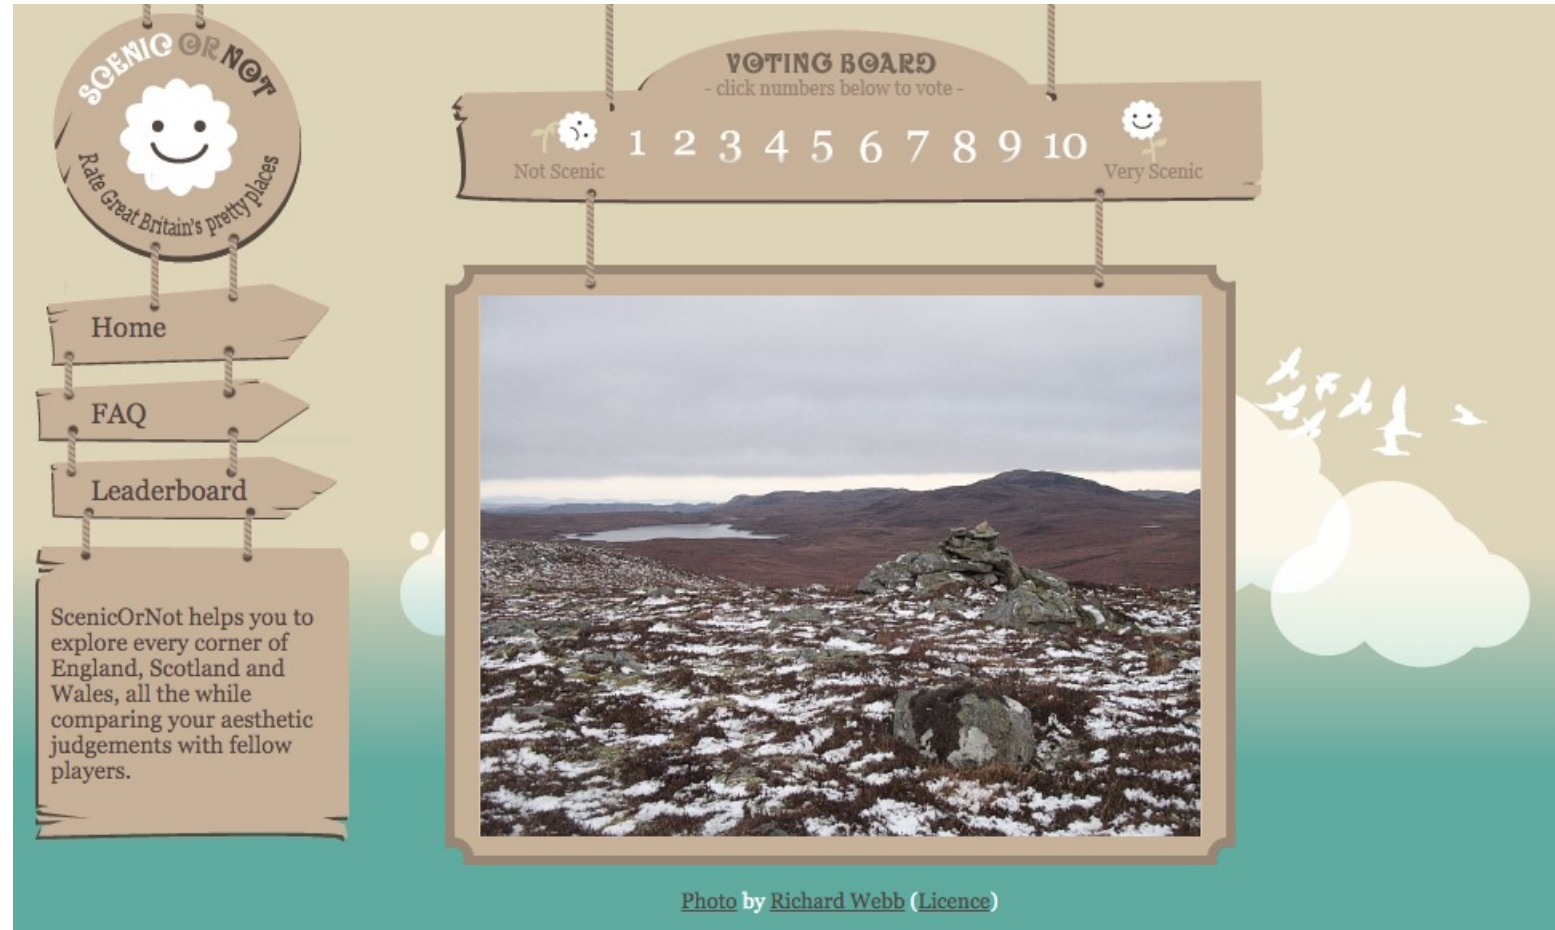 SCENIC OR NOT
Rate Great Britain's pretty places
Home
FAQ
Leaderboard
ScenicOrNot helps you to
explore every corner of
England, Scotland and
Wales, all the while
comparing your aesthetic
judgements with fellow
players.
VOTING BOARD
- click numbers below to vote -
1 2 3 4 5 6 7 8 9 10
Not Scenic
Very Scenic
Photo by Richard Webb (Licence)